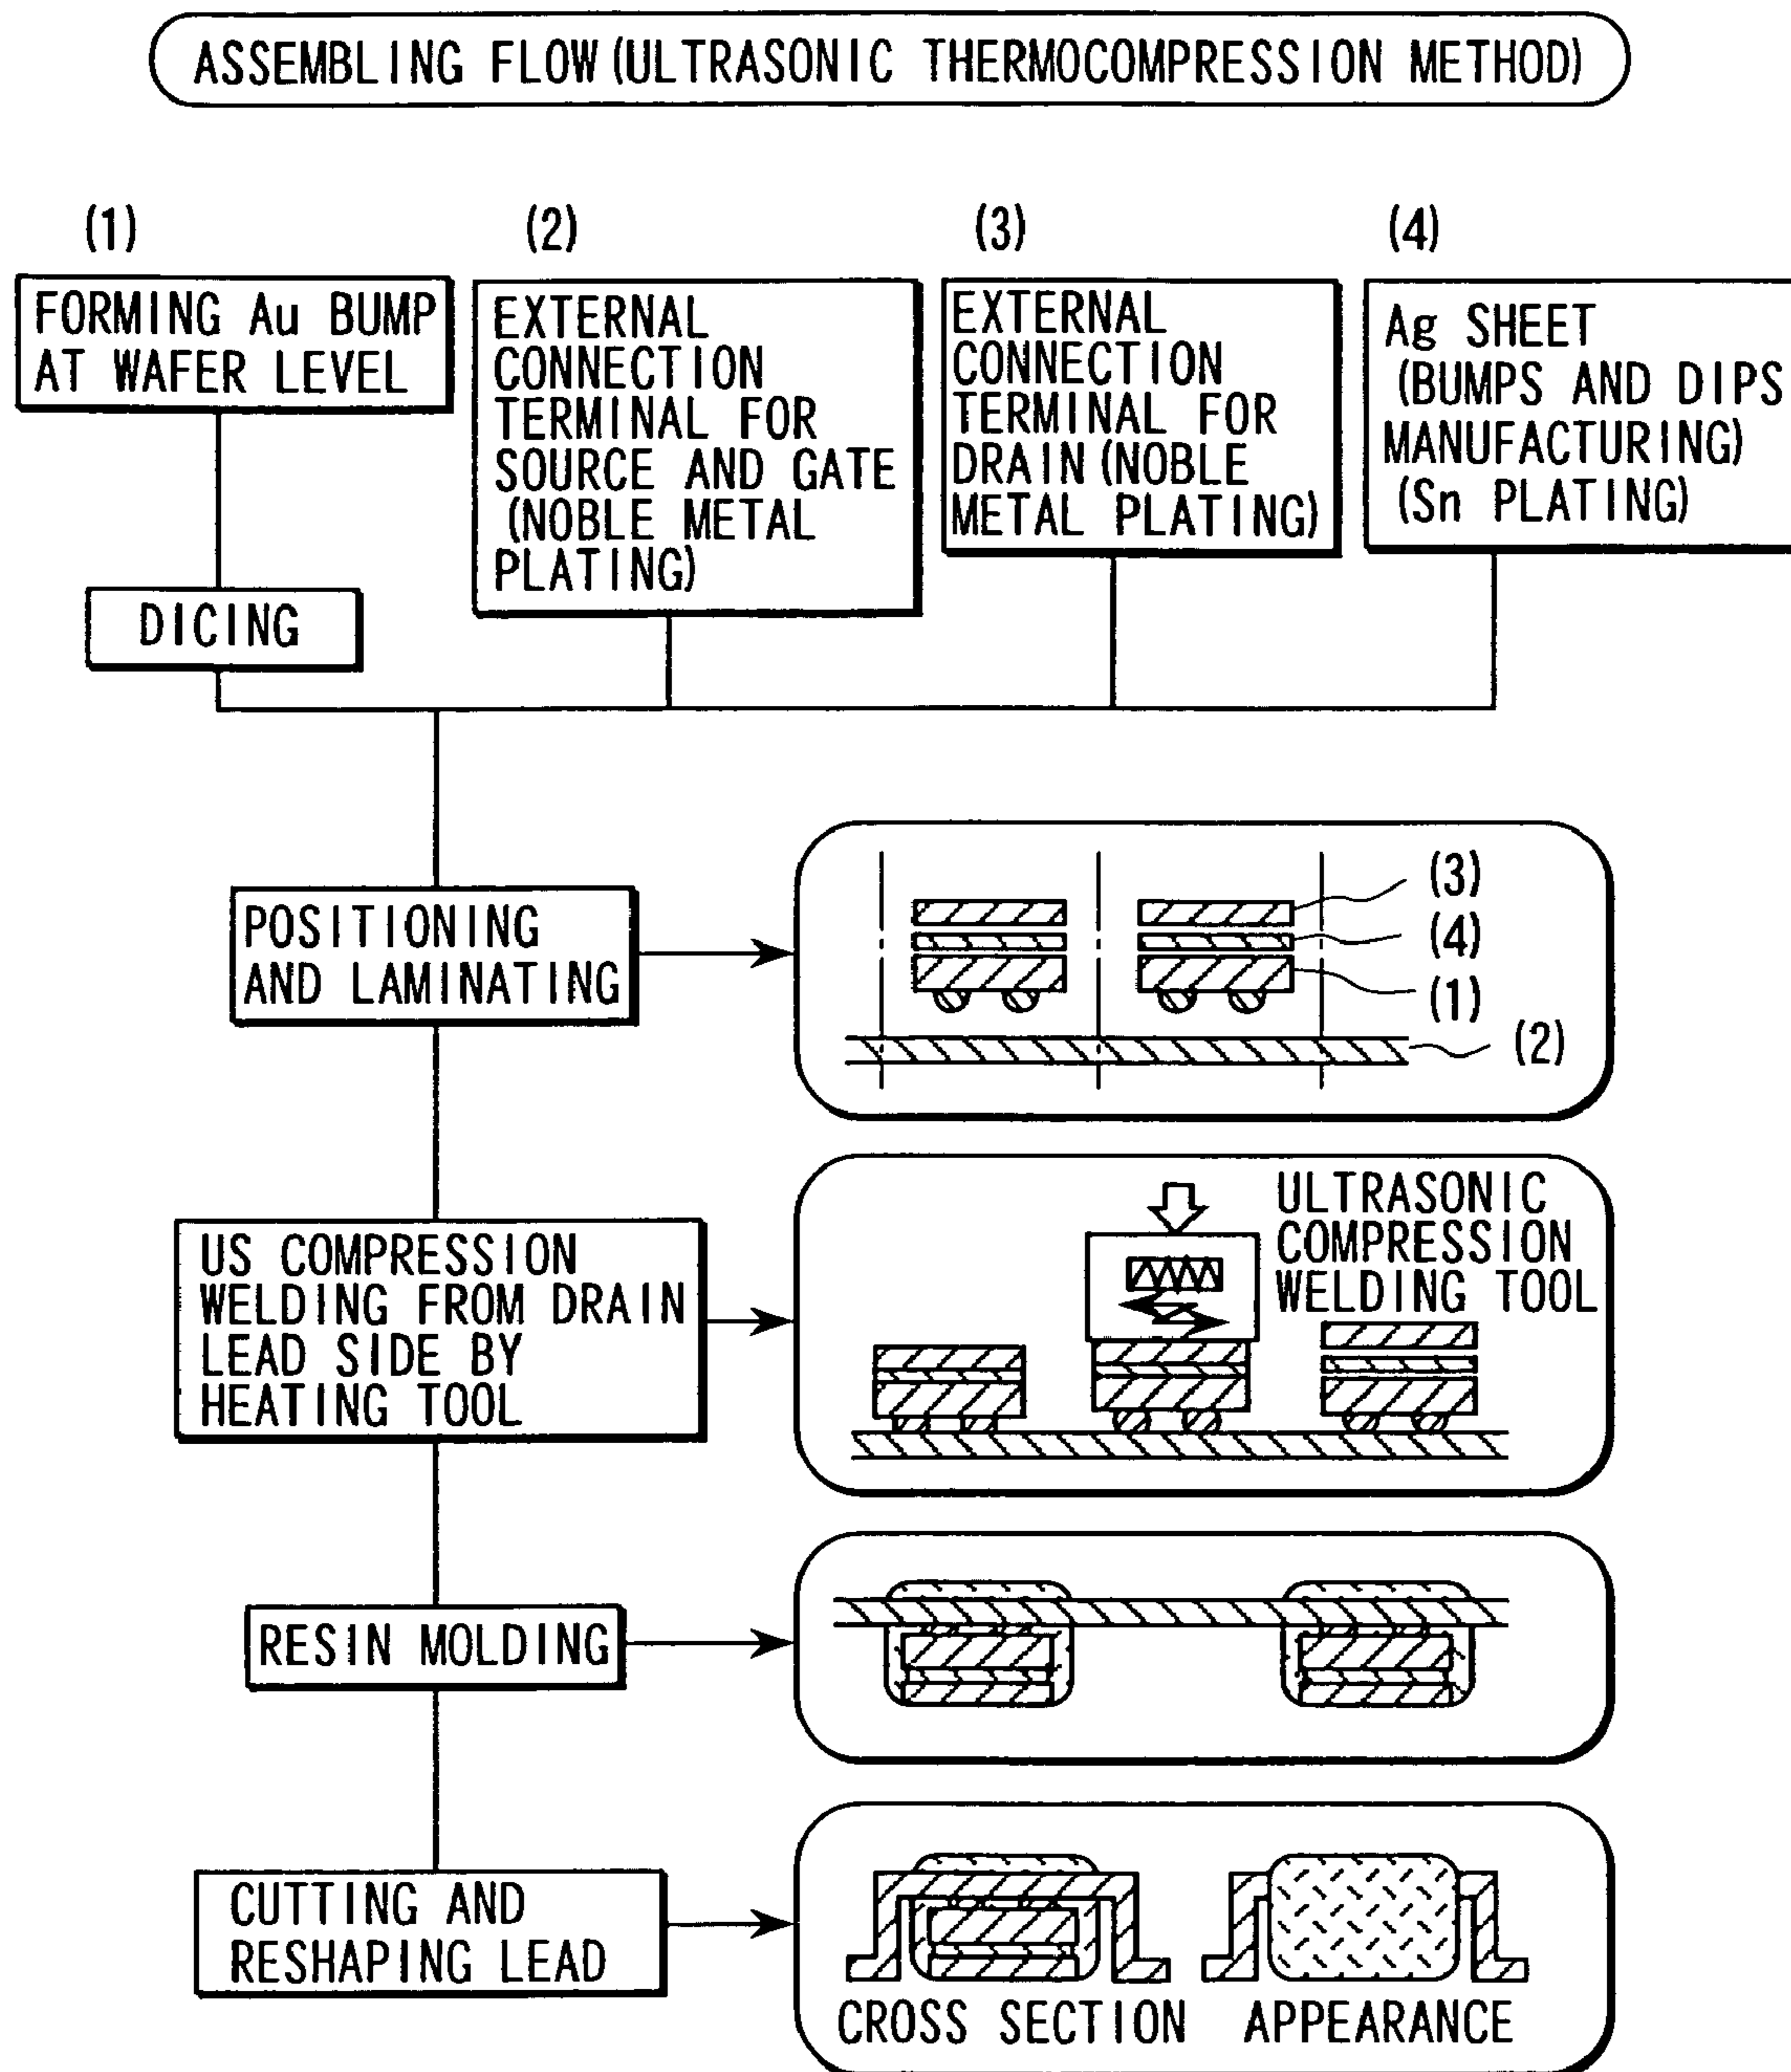 ASSEMBLING FLOW (ULTRASONIC THERMOCOMPRESSION METHOD)
(1)
FORMING Au BUMP
AT WAFER LEVEL
DICING
(2)
EXTERNAL
CONNECTION
TERMINAL FOR
SOURCE AND GATE
(NOBLE METAL
PLATING)
(3)
EXTERNAL
CONNECTION
TERMINAL FOR
DRAIN (NOBLE
METAL PLATING)
(4)
Ag SHEET
(BUMPS AND DIPS
MANUFACTURING)
(Sn PLATING)
POSITIONING
AND LAMINATING
(3)
(4)
(1)
(2)
US COMPRESSION
WELDING FROM DRAIN
LEAD SIDE BY
HEATING TOOL
ULTRASONIC
COMPRESSION
WELDING TOOL
RESIN MOLDING
CUTTING AND
RESHAPING LEAD
CROSS SECTION
APPEARANCE